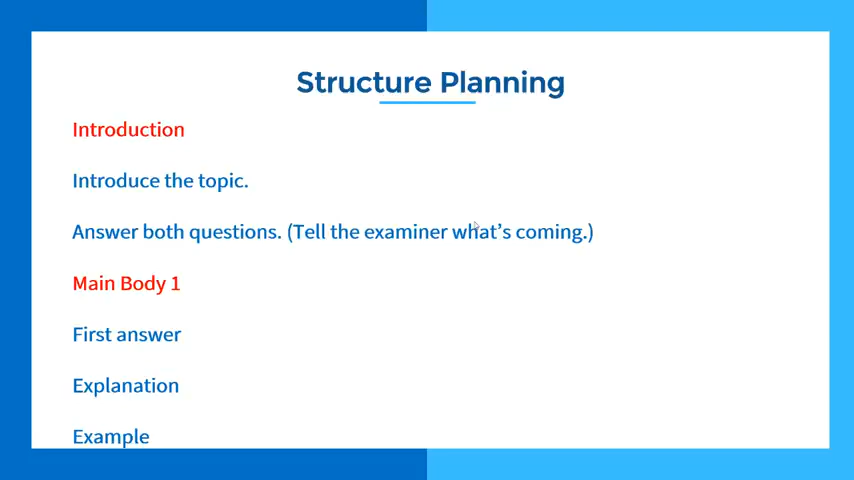 Structure Planning
Introduction
Introduce the topic.
Answer both questions. (Tell the examiner what's coming.)
Main Body 1
First answer
Explanation
Example